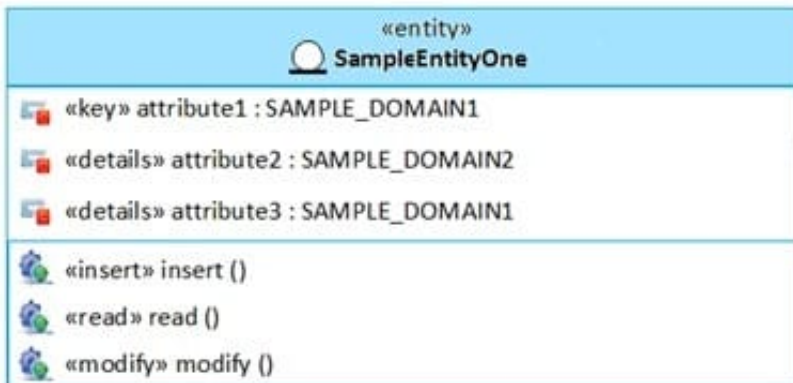 «entity»
SampleEntityOne
«key» attribute1 : SAMPLE_DOMAIN1
«details» attribute2 : SAMPLE_DOMAIN2
«details» attribute3 : SAMPLE_DOMAIN1
«insert» insert ()
«read» read ()
«modify» modify ()